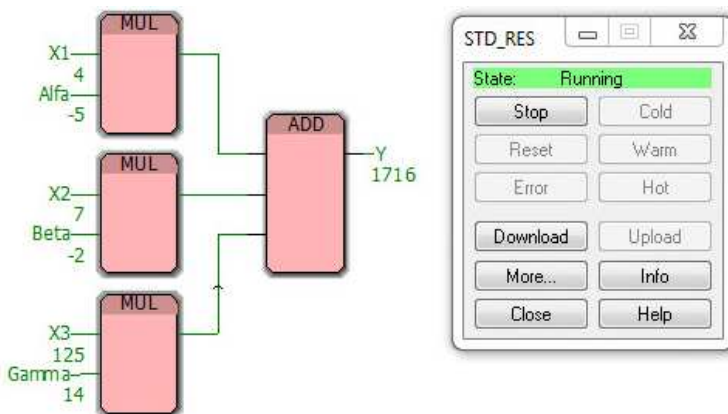 MUL
X1
4
Alfa
-5
MUL
X2
7
Beta
-2
MUL
X3
125
Gamma
14
ADD
Y
1716
STD_RES
State: Running
Stop Cold
Reset Warm
Error Hot
Download Upload
More... Info
Close Help